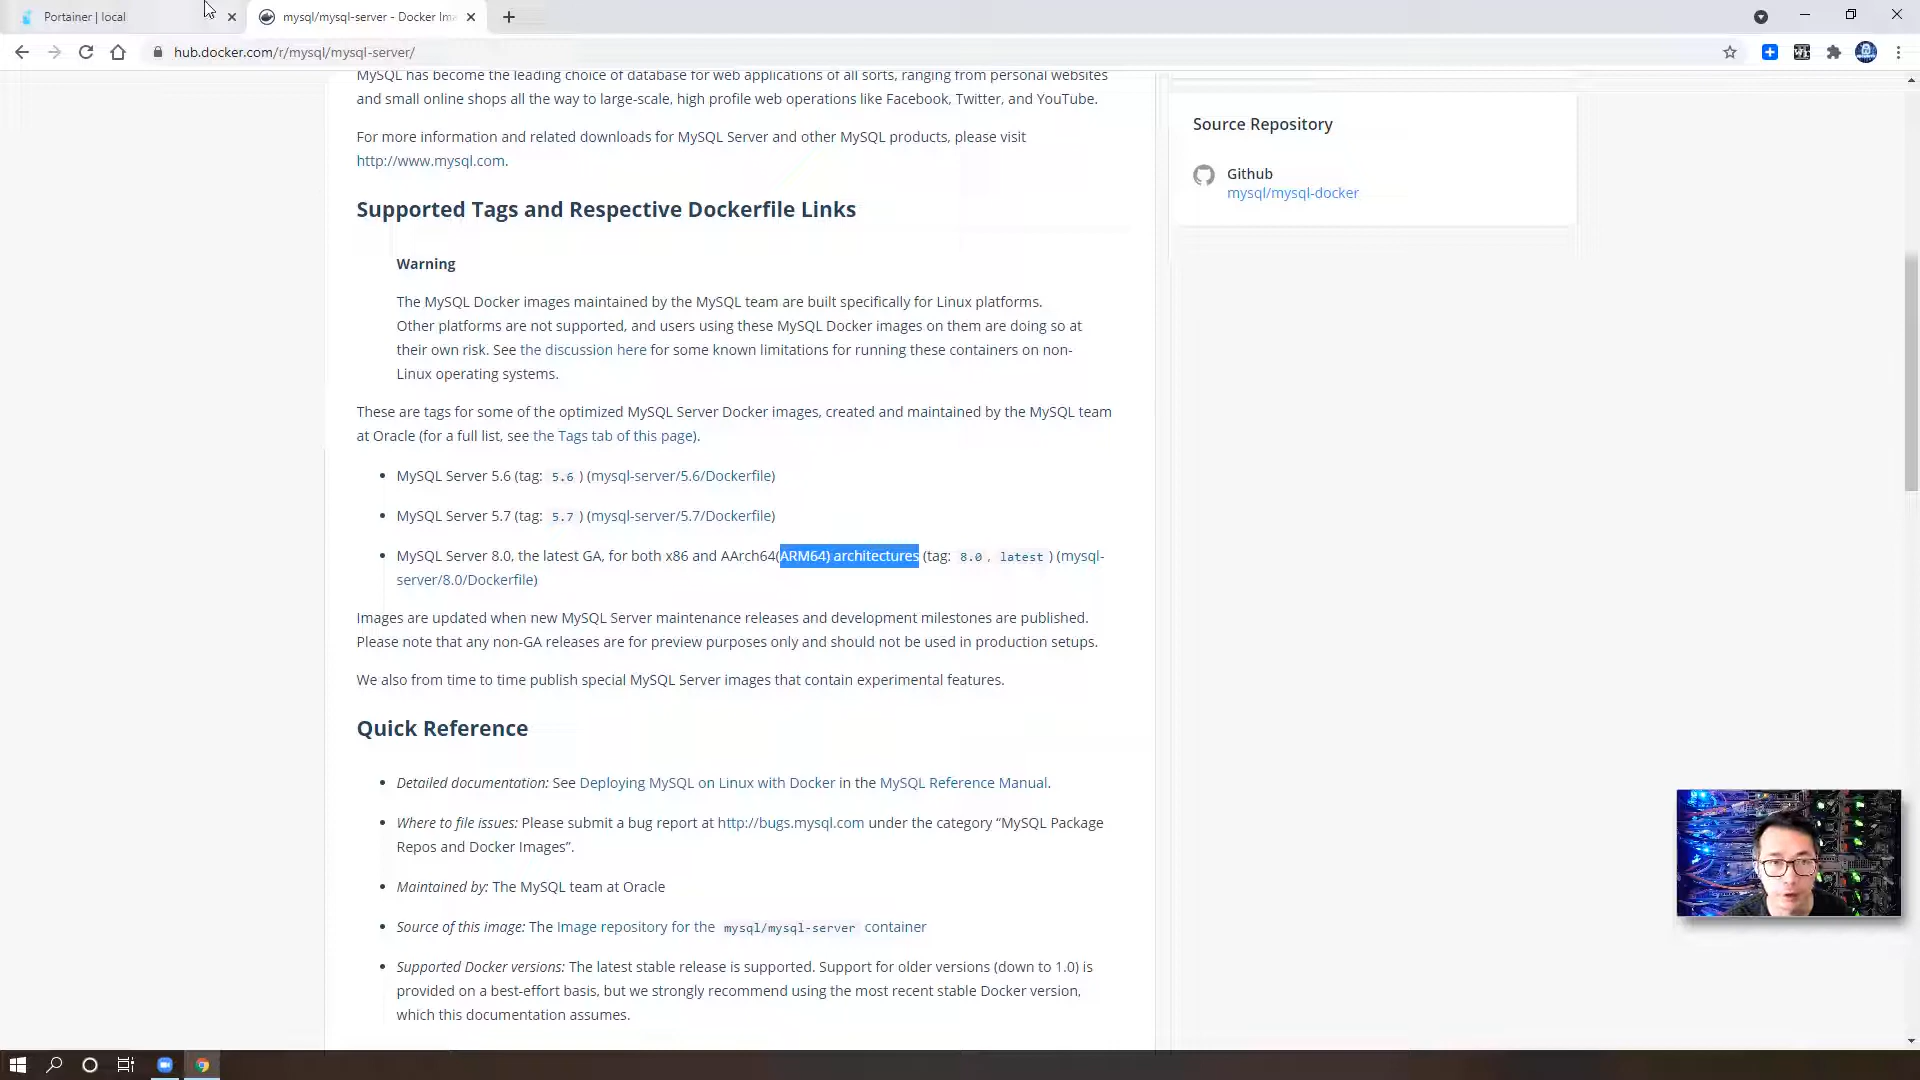 Portainer | local
mysql/mysql-server - Docker Ima
hub.docker.com/r/mysql/mysql-server/
MySQL has become the leading choice of database for web applications of all sorts, ranging from personal websites
and small online shops all the way to large-scale, high profile web operations like Facebook, Twitter, and YouTube.
For more information and related downloads for MySQL Server and other MySQL products, please visit
http://www.mysql.com.
Supported Tags and Respective Dockerfile Links
Warning
The MySQL Docker images maintained by the MySQL team are built specifically for Linux platforms.
Other platforms are not supported, and users using these MySQL Docker images on them are doing so at
their own risk. See the discussion here for some known limitations for running these containers on non-
Linux operating systems.
These are tags for some of the optimized MySQL Server Docker images, created and maintained by the MySQL team
at Oracle (for a full list, see the Tags tab of this page).
MySQL Server 5.6 (tag: 5.6 ) (mysql-server/5.6/Dockerfile)
MySQL Server 5.7 (tag: 5.7 ) (mysql-server/5.7/Dockerfile)
MySQL Server 8.0, the latest GA, for both x86 and AArch64(ARM64) architectures (tag: 8.0, latest ) (mysql-
server/8.0/Dockerfile)
Images are updated when new MySQL Server maintenance releases and development milestones are published.
Please note that any non-GA releases are for preview purposes only and should not be used in production setups.
We also from time to time publish special MySQL Server images that contain experimental features.
Quick Reference
Detailed documentation: See Deploying MySQL on Linux with Docker in the MySQL Reference Manual.
Where to file issues: Please submit a bug report at http://bugs.mysql.com under the category “MySQL Package
Repos and Docker Images”.
Maintained by: The MySQL team at Oracle
Source of this image: The Image repository for the mysql/mysql-server container
Supported Docker versions: The latest stable release is supported. Support for older versions (down to 1.0) is
provided on a best-effort basis, but we strongly recommend using the most recent stable Docker version,
which this documentation assumes.
Source Repository
Github
mysql/mysql-docker